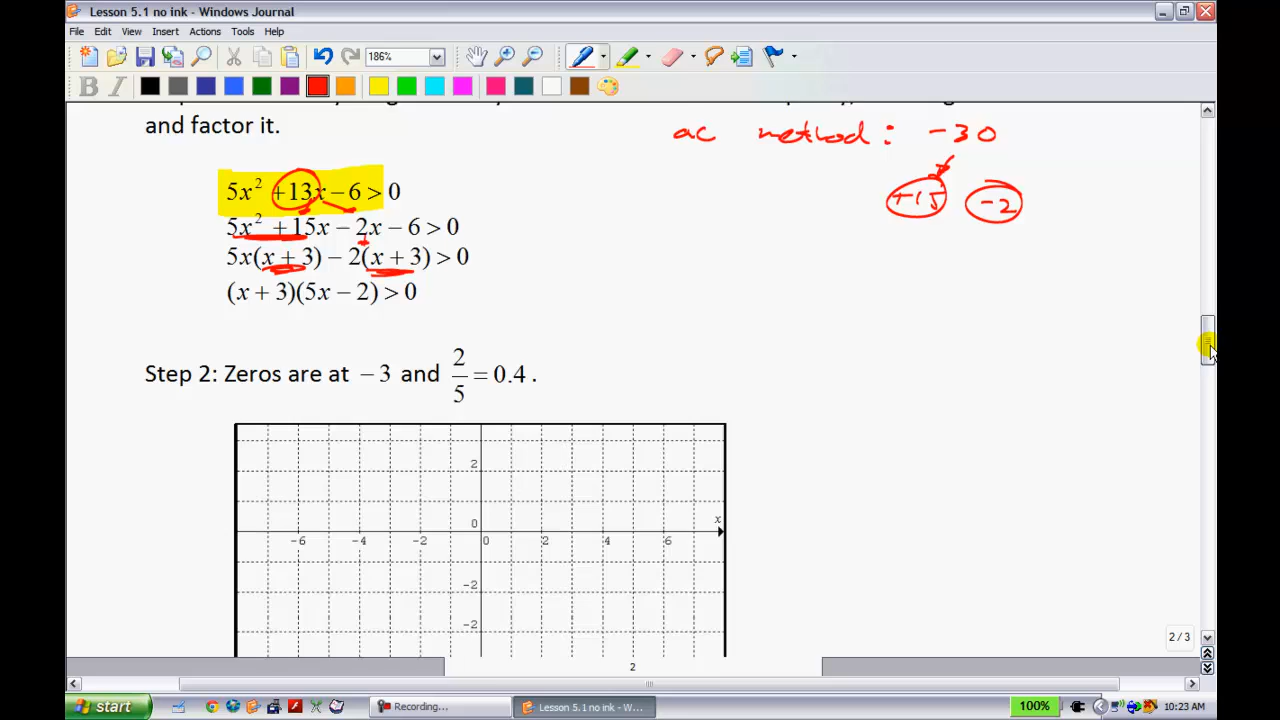 Lesson 5.1 no ink - Windows Journal
File Edit View Insert Actions Tools Help
186%
B I
and factor it.
ac method: -30
+15 -2
5x² +13x − 6 > 0
5x² +15x − 2x − 6 > 0
5x(x + 3) − 2(x + 3) > 0
(x + 3)(5x − 2) > 0
Step 2: Zeros are at − 3 and 2/5 = 0.4 .
2
x
0
-6 -4 -2 0 2 4 6
-2
-2
2/3
2
start
Recording...
Lesson 5.1 no ink - W...
100%
10:23 AM